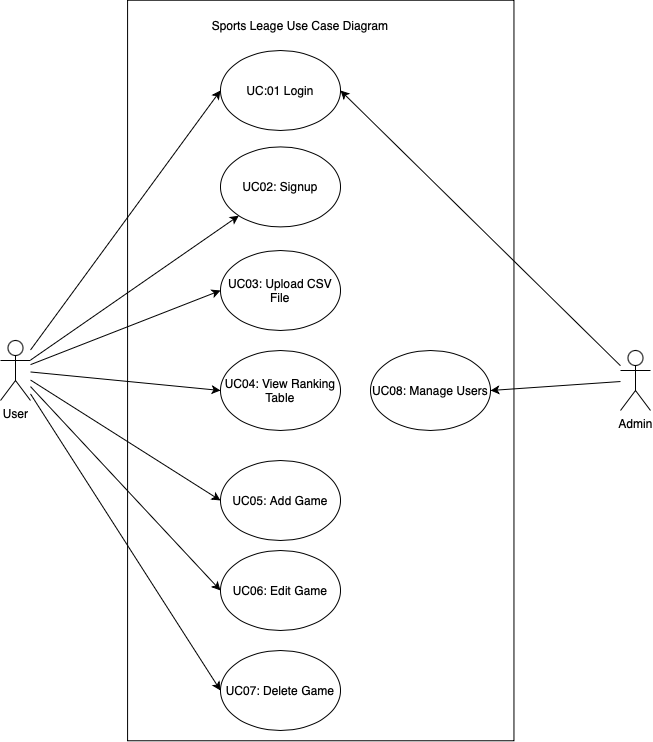 Sports Leage Use Case Diagram
UC:01 Login
UC02: Signup
UC03: Upload CSV
File
UC04: View Ranking
Table
UC08: Manage Users
User
Admin
UC05: Add Game
UC06: Edit Game
UC07: Delete Game